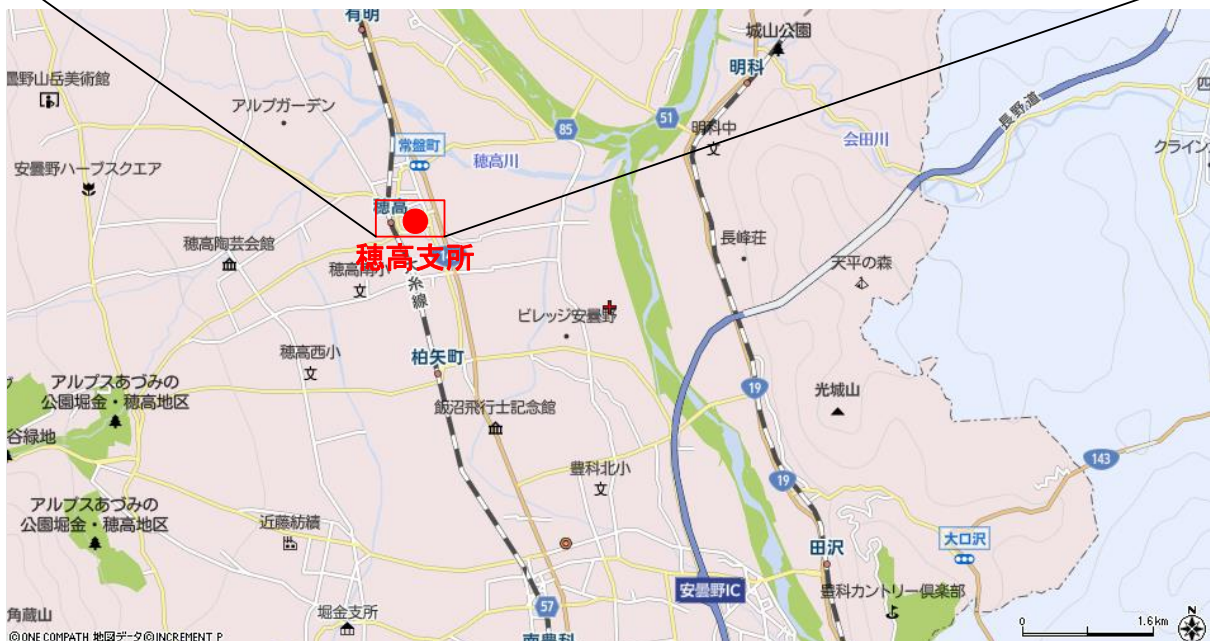 有明
城山公園
明科
曇野山岳美術館
アルプガーデン
長野道
四
85
51
明科中
文
会田川
常盤町
穂高川
クライン
安曇野ハーブスクエア
穂高
長峰荘
穂高陶芸会館
穂高支所
天平の森
穂高南小
文
大糸線
ビレッジ安曇野
穂高西小
文
柏矢町
アルプスあづみの
公園堀金・穂高地区
19
光城山
飯沼飛行士記念館
谷緑地
143
豊科北小
文
19
アルプスあづみの
公園堀金・穂高地区
近藤紡績
大口沢
田沢
安曇野IC
豊科カントリー倶楽部
角蔵山
堀金支所
57
南豊科
N
0
1.6km
©ONE COMPATH 地図データ©INCREMENT P